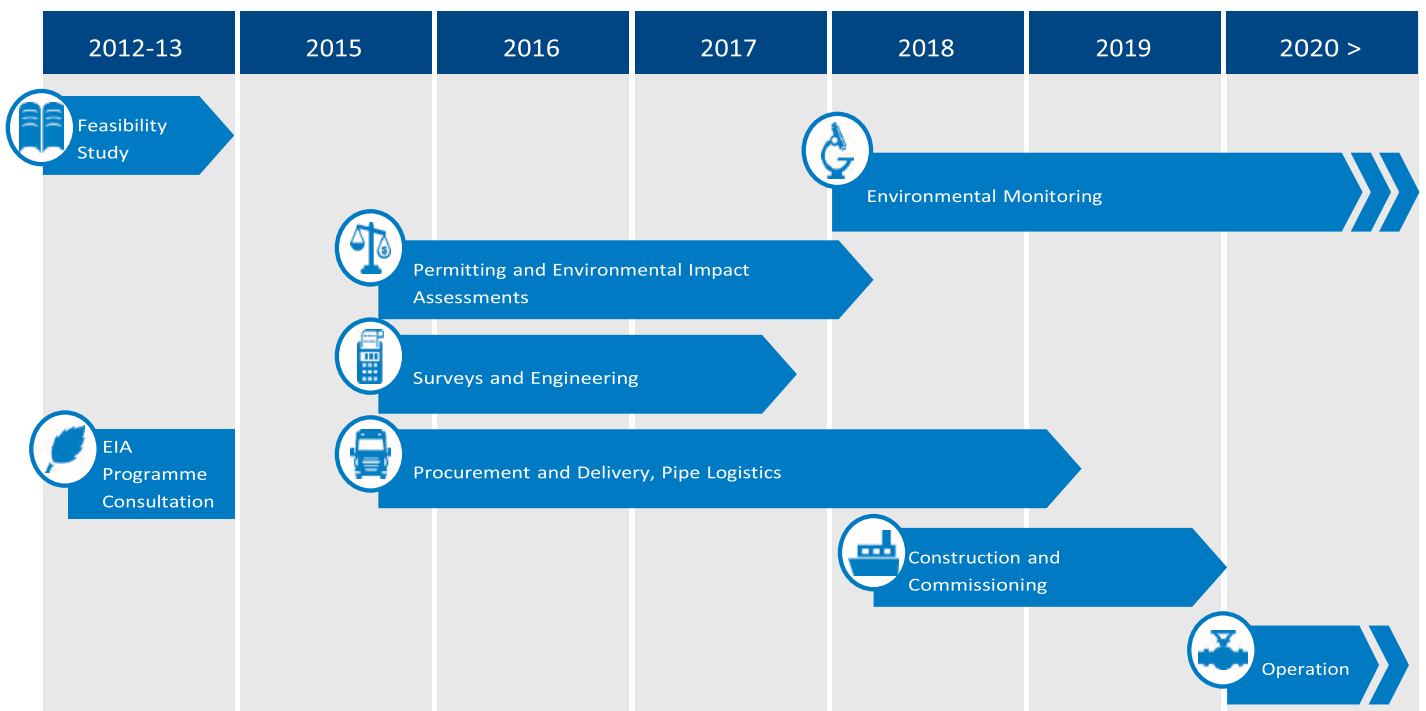 2012-13
2015
2016
2017
2018
2019
2020 >
Feasibility
Study
Environmental Monitoring
Permitting and Environmental Impact
Assessments
Surveys and Engineering
EIA
Programme
Consultation
Procurement and Delivery, Pipe Logistics
Construction and
Commissioning
Operation